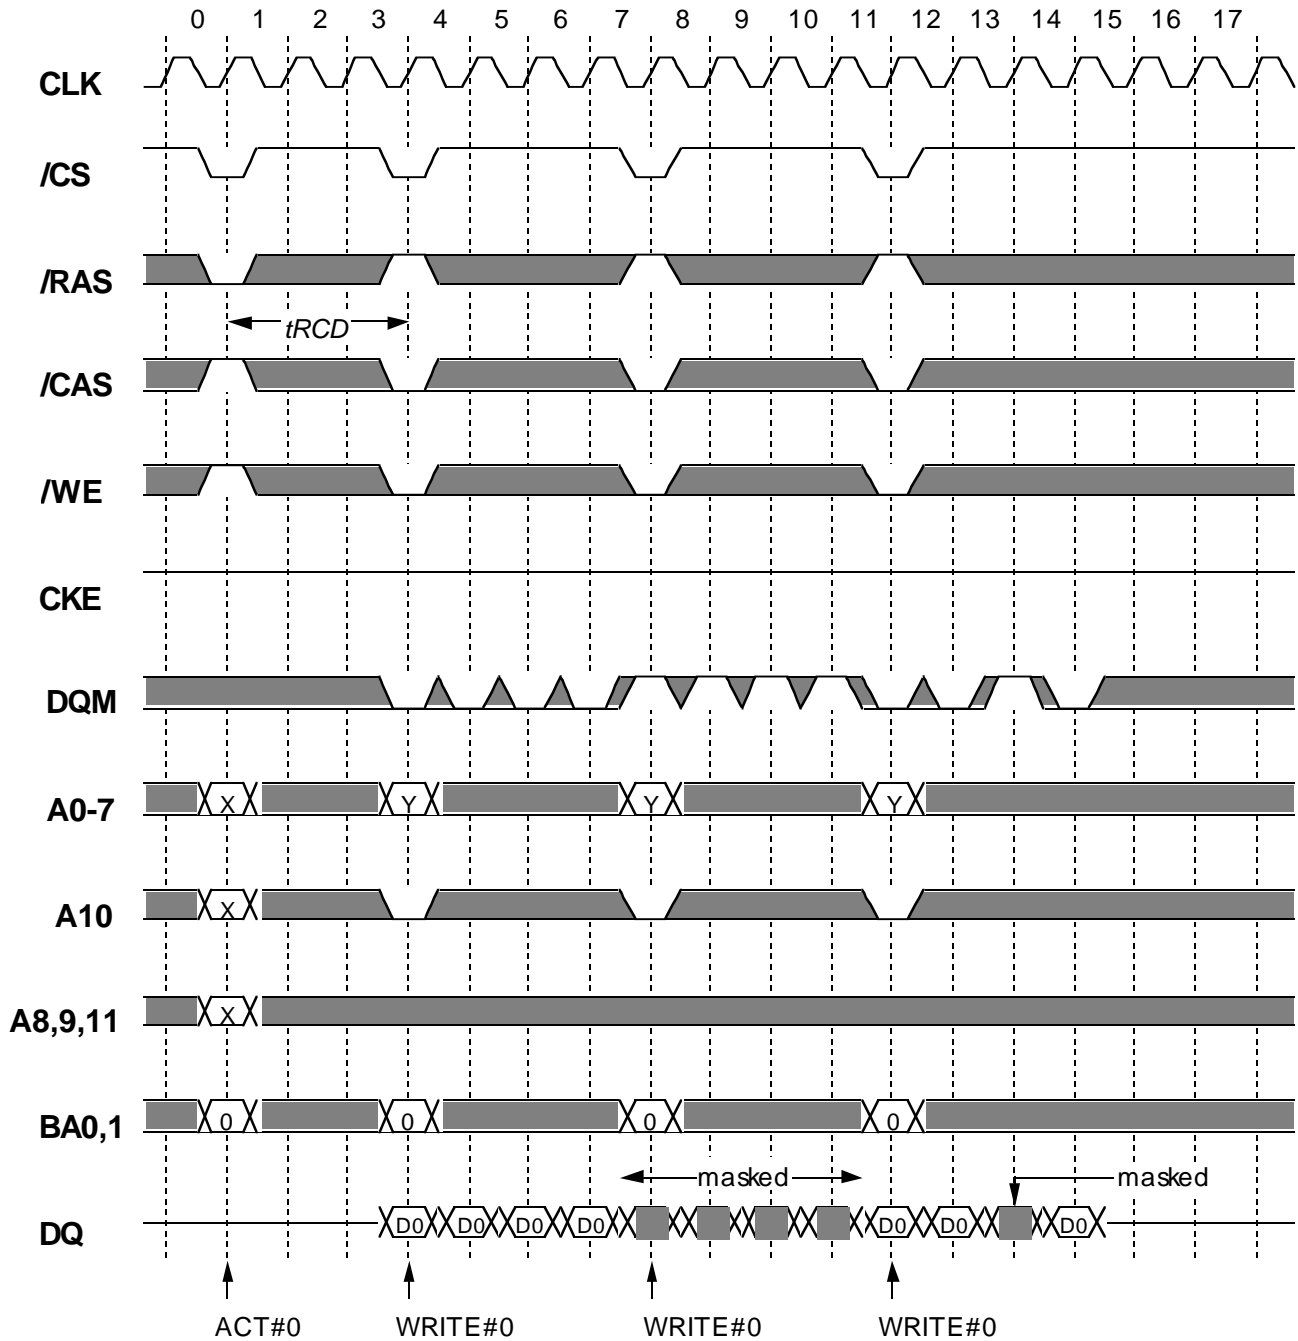 0 1 2 3 4 5 6 7 8 9 10 11 12 13 14 15 16 17
CLK
/CS
/RAS
tRCD
/CAS
/WE
CKE
DQM
A0-7 X Y Y Y
A10 X
A8,9,11 X
BA0,1 0 0 0 0
masked masked
DQ D0 D0 D0 D0 D0 D0 D0
ACT#0 WRITE#0 WRITE#0 WRITE#0